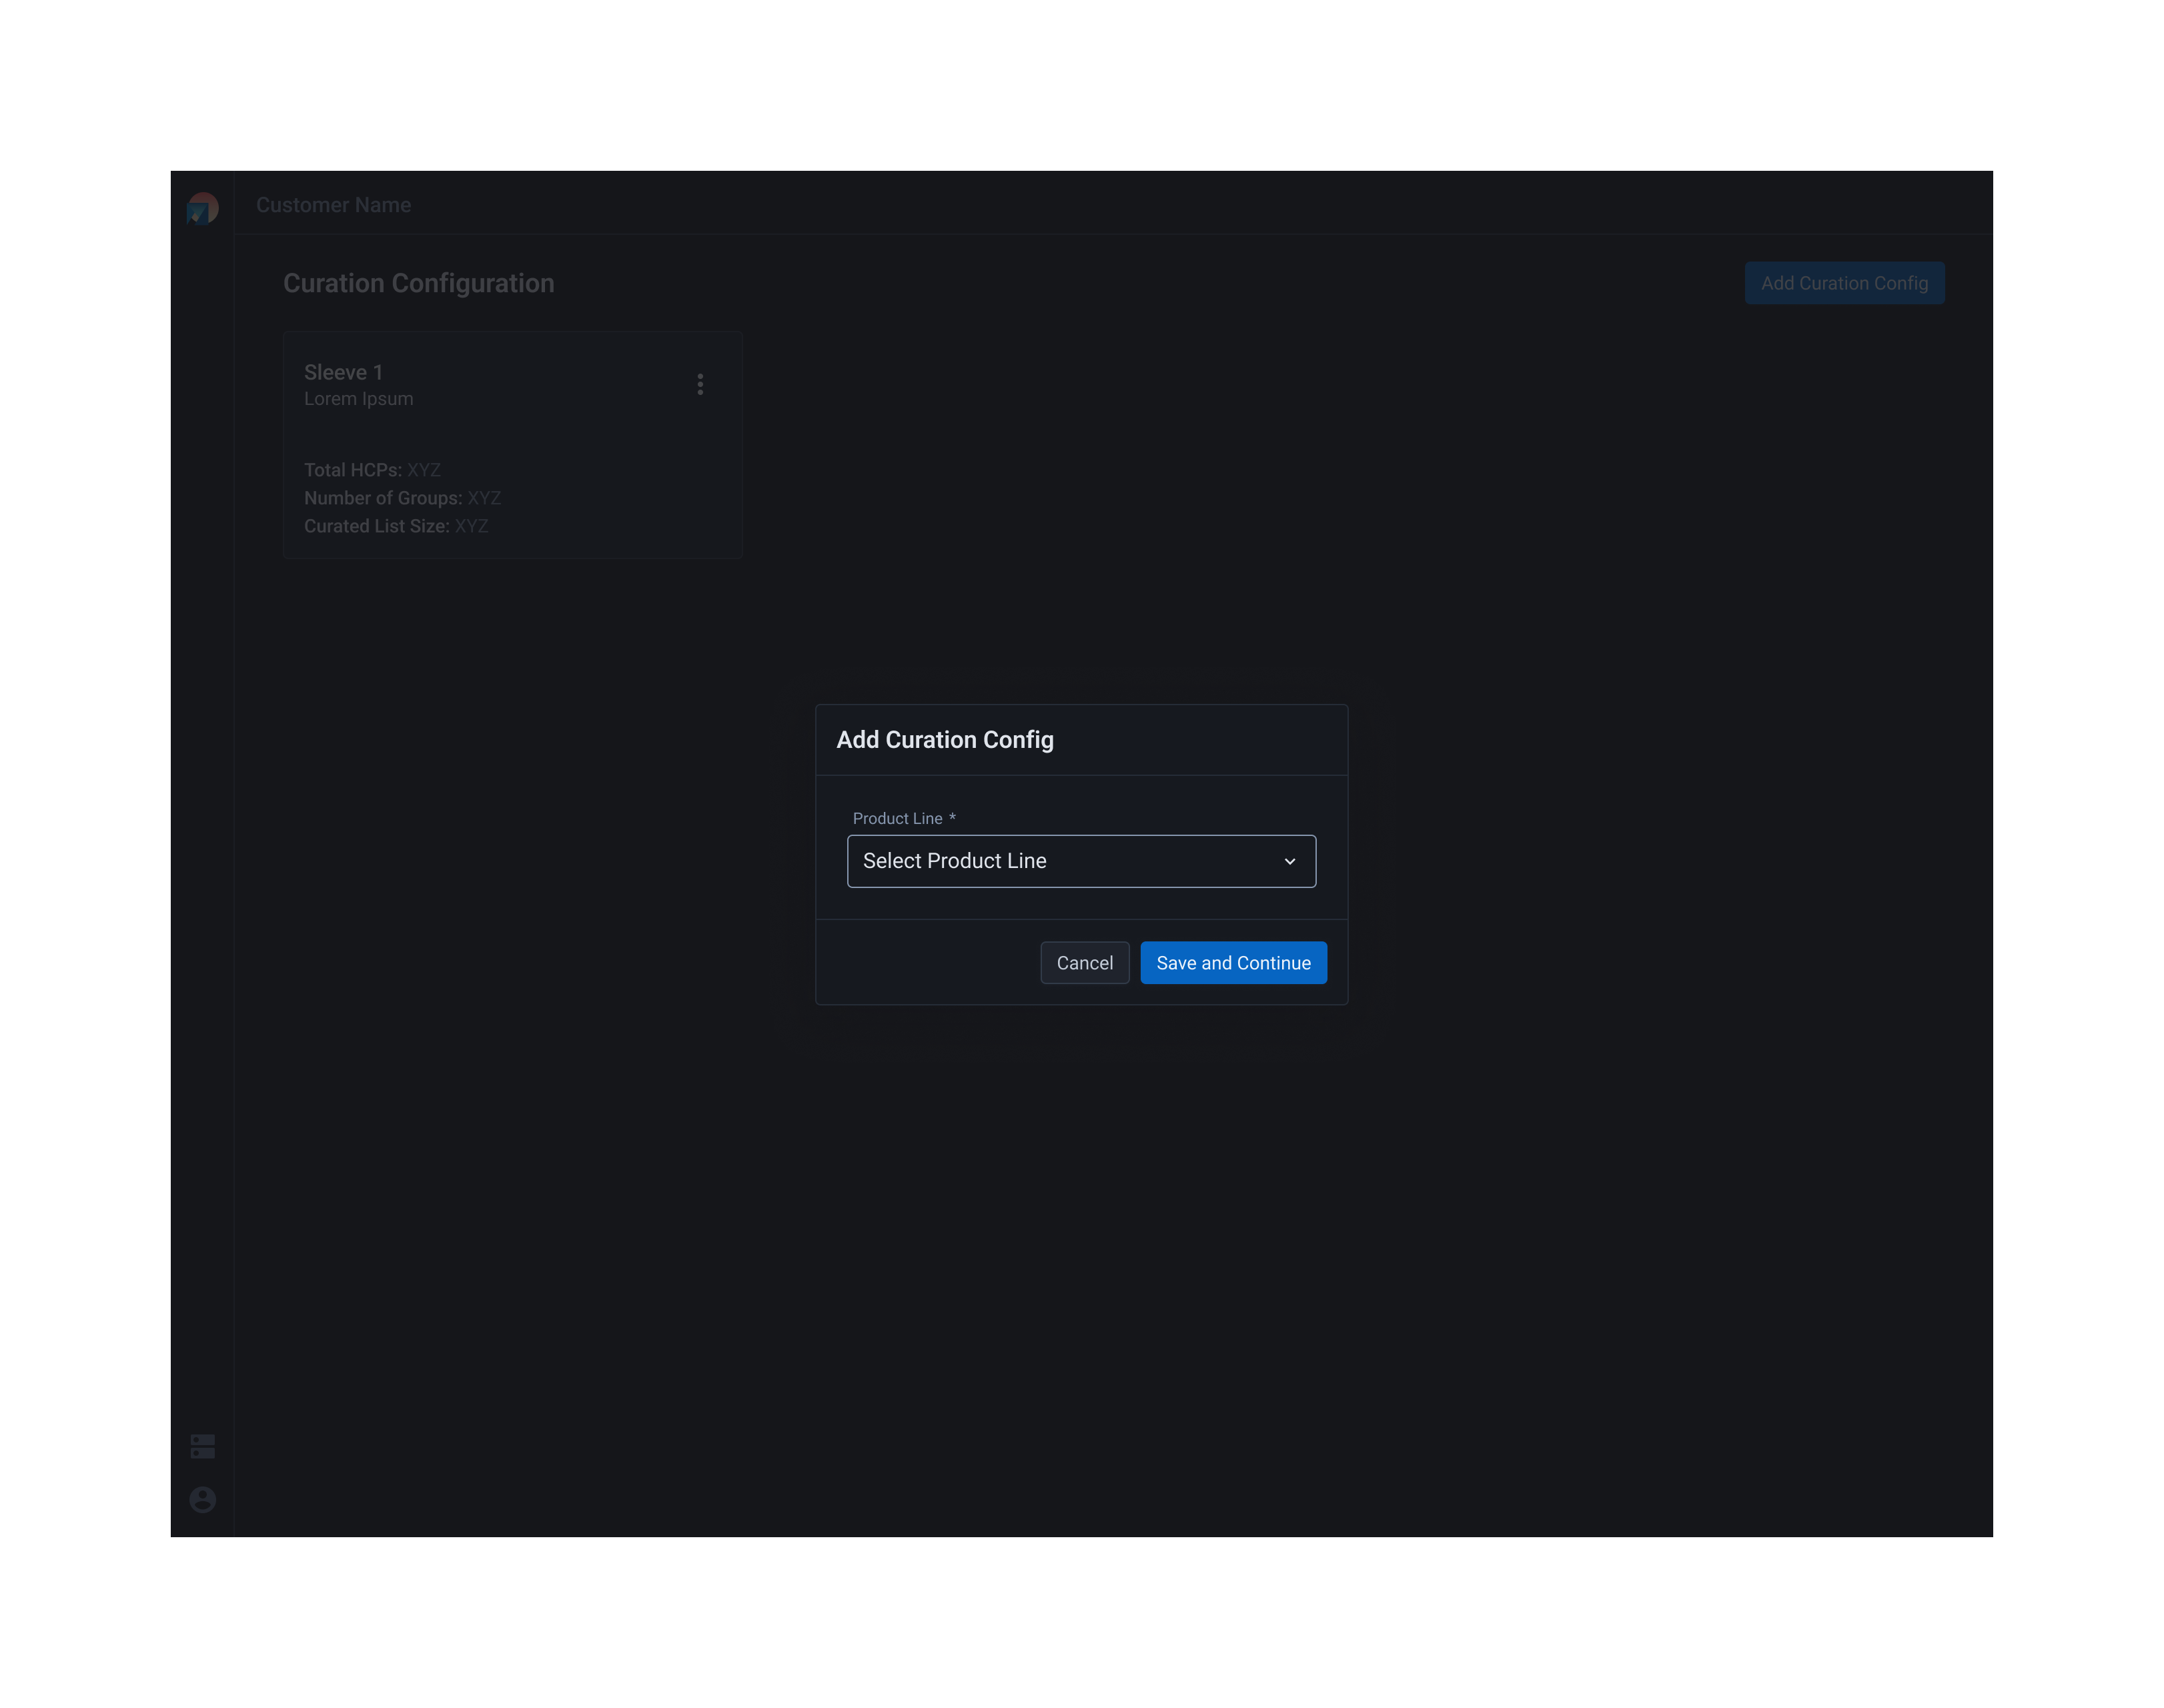 Customer Name
Curation Configuration
Add Curation Config
Sleeve 1
Lorem Ipsum
Total HCPs: XYZ
Number of Groups: XYZ
Curated List Size: XYZ
Add Curation Config
Product Line *
Select Product Line
Cancel
Save and Continue